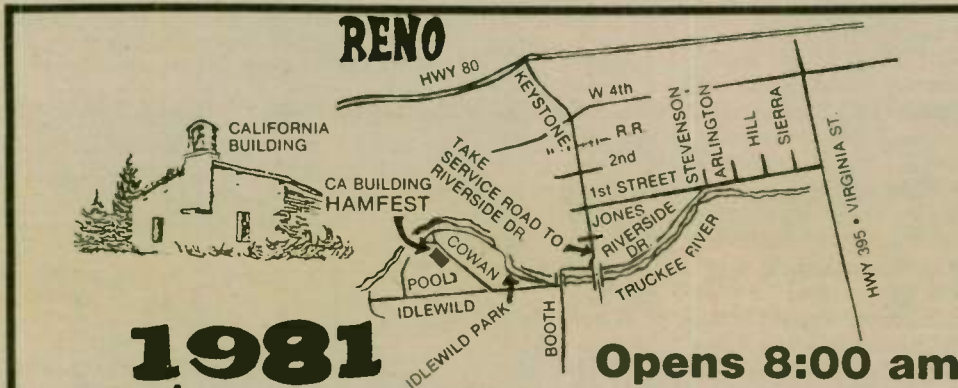 RENO
HWY 80
KEYSTONE
W 4th
R.R.
2nd
STEVENSON
ARLINGTON
HILL
SIERRA
HWY 395 • VIRGINIA ST.
1st STREET
CALIFORNIA
BUILDING
CA BUILDING
HAMFEST
TAKE
SERVICE ROAD TO
RIVERSIDE DR
JONES
RIVERSIDE
DR
TRUCKEE RIVER
COWAN
POOL
IDLEWILD
IDLEWILD PARK
BOOTH
1981
Opens 8:00 am